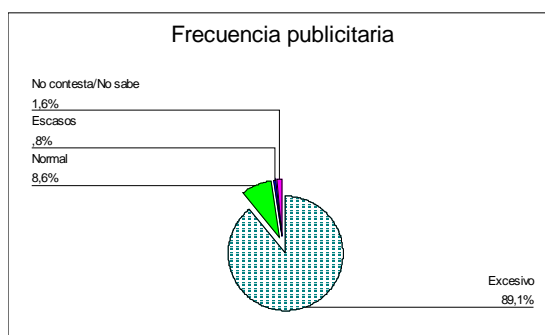 Frecuencia publicitaria
No contesta/No sabe
1,6%
Escasos
,8%
Normal
8,6%
Excesivo
89,1%